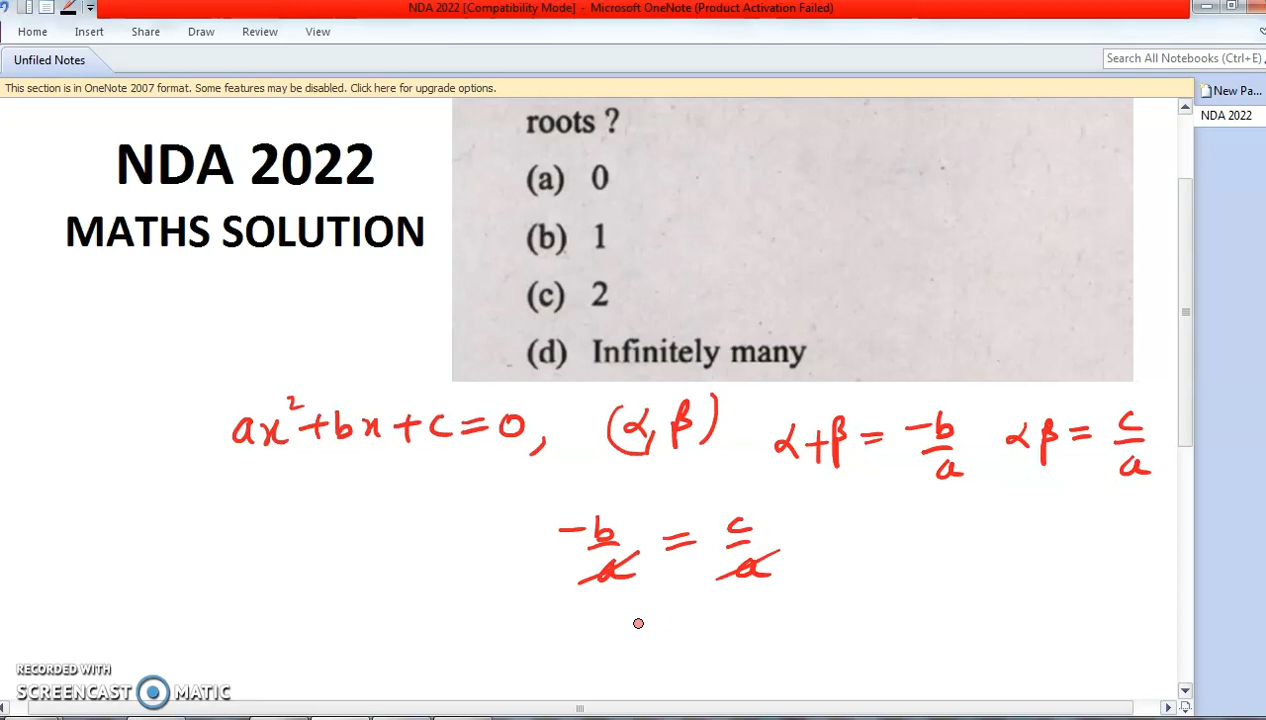 NDA 2022 [Compatibility Mode] - Microsoft OneNote (Product Activation Failed)
Home Insert Share Draw Review View
Unfiled Notes
Search All Notebooks (Ctrl+E)
This section is in OneNote 2007 format. Some features may be disabled. Click here for upgrade options.
New Pa...
NDA 2022
NDA 2022
MATHS SOLUTION
roots ?
(a) 0
(b) 1
(c) 2
(d) Infinitely many
ax²+bx+c=0, (α,β) α+β = -b/a αβ = c/a
-b/a = c/a
RECORDED WITH
SCREENCAST MATIC